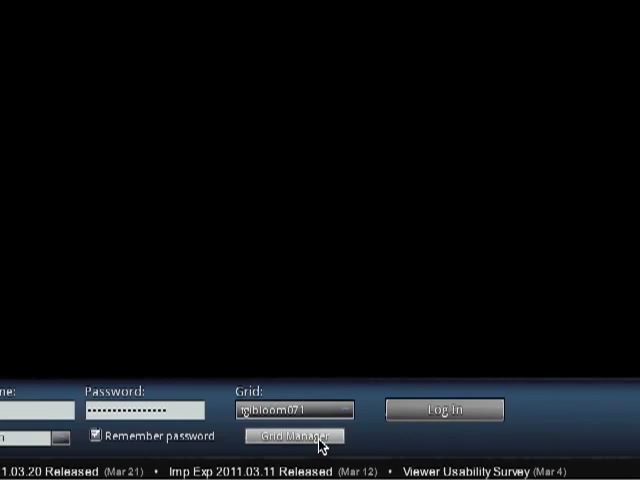 ne: Password: Grid:
••••••••••••••• Log In
Remember password Grid Manager
1.03.20 Released (Mar 21) • Imp Exp 2011.03.11 Released (Mar 12) • Viewer Usability Survey (Mar 4)